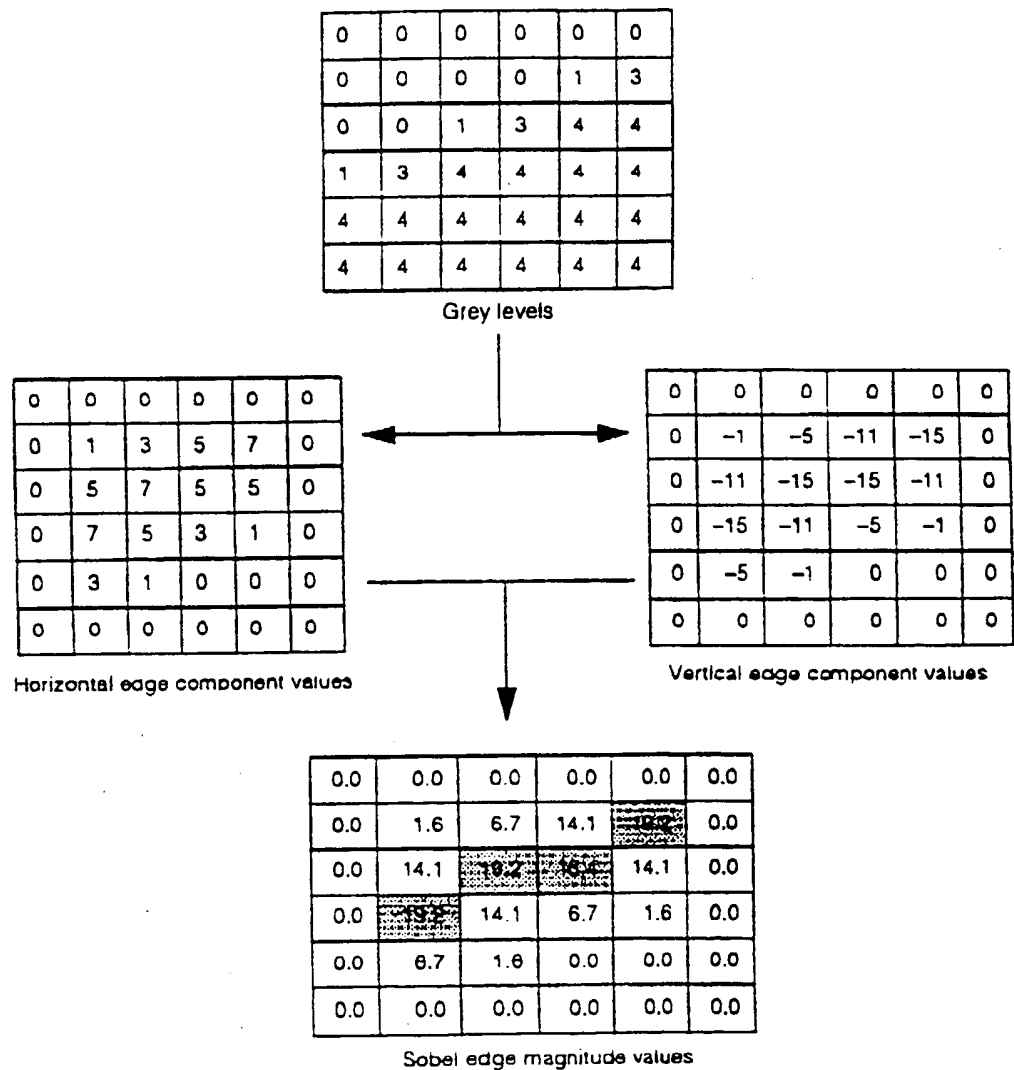 0 0 0 0 0 0
0 0 0 0 1 3
0 0 1 3 4 4
1 3 4 4 4 4
4 4 4 4 4 4
4 4 4 4 4 4
Grey levels
0 0 0 0 0 0
0 1 3 5 7 0
0 5 7 5 5 0
0 7 5 3 1 0
0 3 1 0 0 0
0 0 0 0 0 0
Horizontal edge component values
0 0 0 0 0 0
0 -1 -5 -11 -15 0
0 -11 -15 -15 -11 0
0 -15 -11 -5 -1 0
0 -5 -1 0 0 0
0 0 0 0 0 0
Vertical edge component values
0.0 0.0 0.0 0.0 0.0 0.0
0.0 1.6 6.7 14.1 0.0
0.0 14.1 19.2 14.1 0.0
0.0 14.1 6.7 1.6 0.0
0.0 6.7 1.6 0.0 0.0 0.0
0.0 0.0 0.0 0.0 0.0 0.0
Sobel edge magnitude values